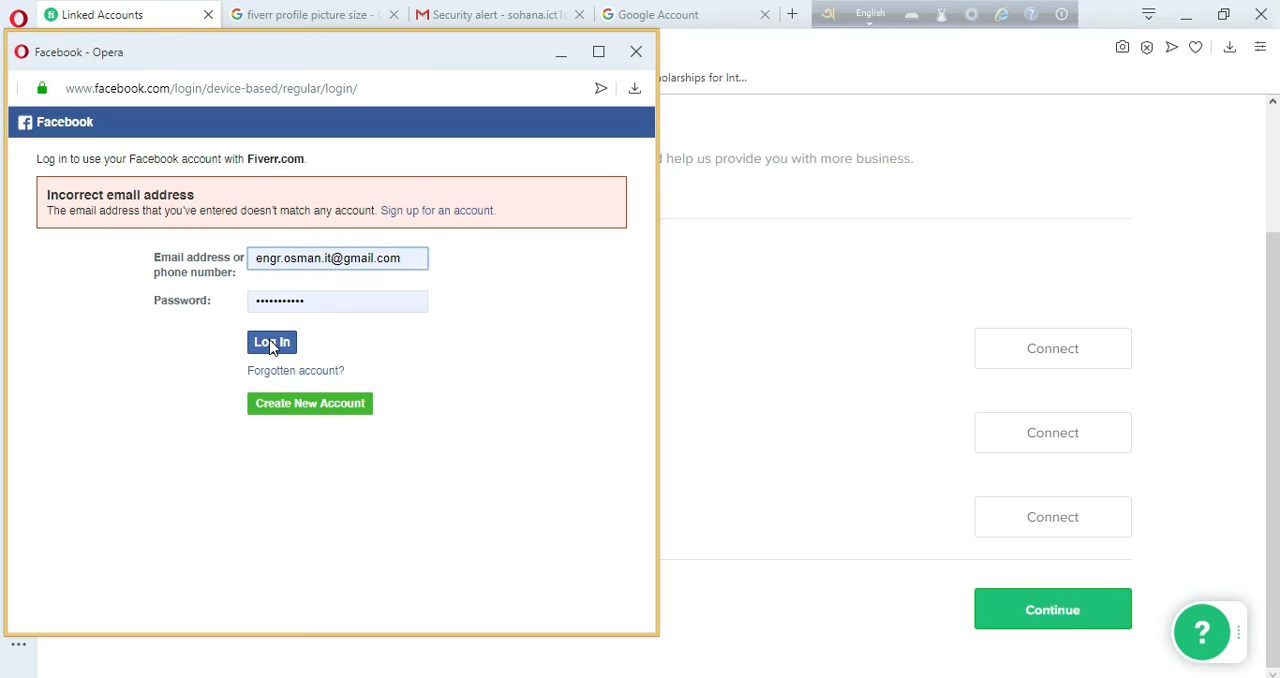 Linked Accounts
fiverr profile picture size -
Security alert - sohana.ict1
Google Account
English
Facebook - Opera
www.facebook.com/login/device-based/regular/login/
olarships for Int...
Facebook
Log in to use your Facebook account with Fiverr.com.
help us provide you with more business.
Incorrect email address
The email address that you've entered doesn't match any account. Sign up for an account.
Email address or
phone number:
engr.osman.it@gmail.com
Password:
•••••••••••
Log In
Forgotten account?
Create New Account
Connect
Connect
Connect
Continue
?